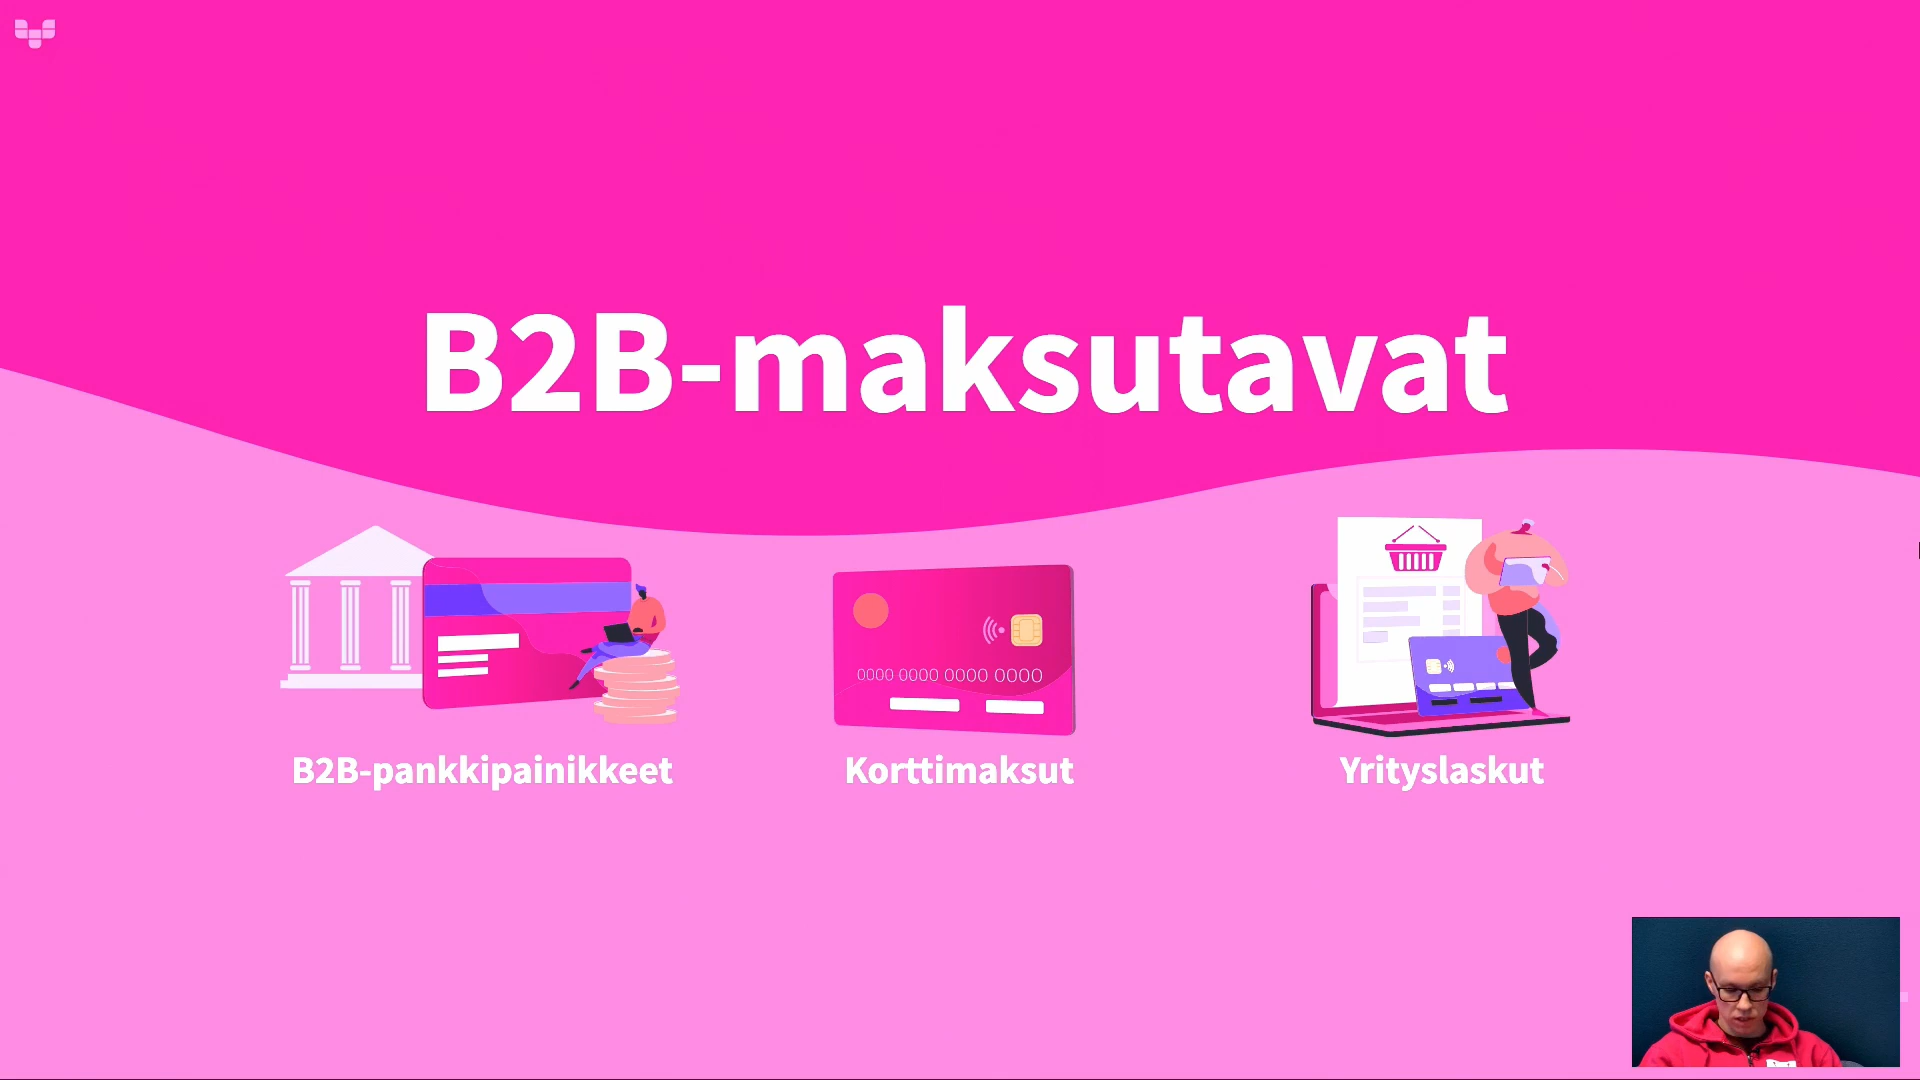 B2B-maksutavat
0000 0000 0000 0000
B2B-pankkipainikkeet
Korttimaksut
Yrityslaskut